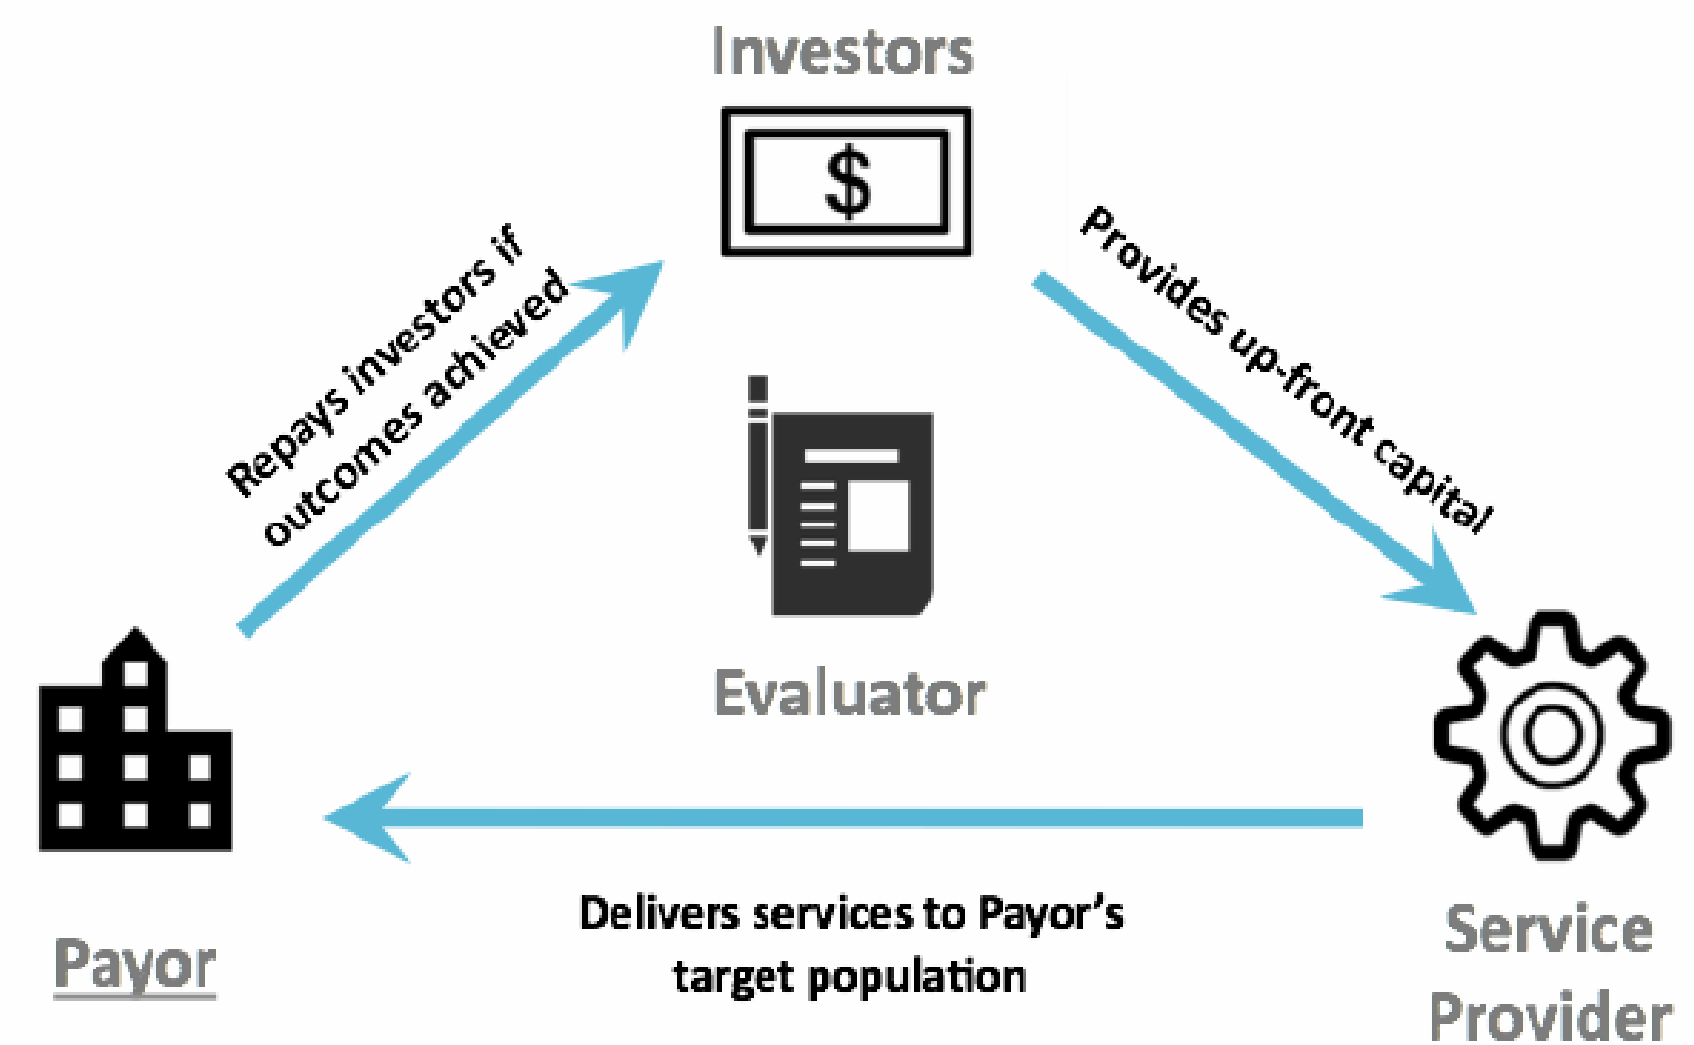 Investors
$
Repays investors if
outcomes achieved
Provides up-front capital
Evaluator
Delivers services to Payor’s
target population
Payor
Service
Provider